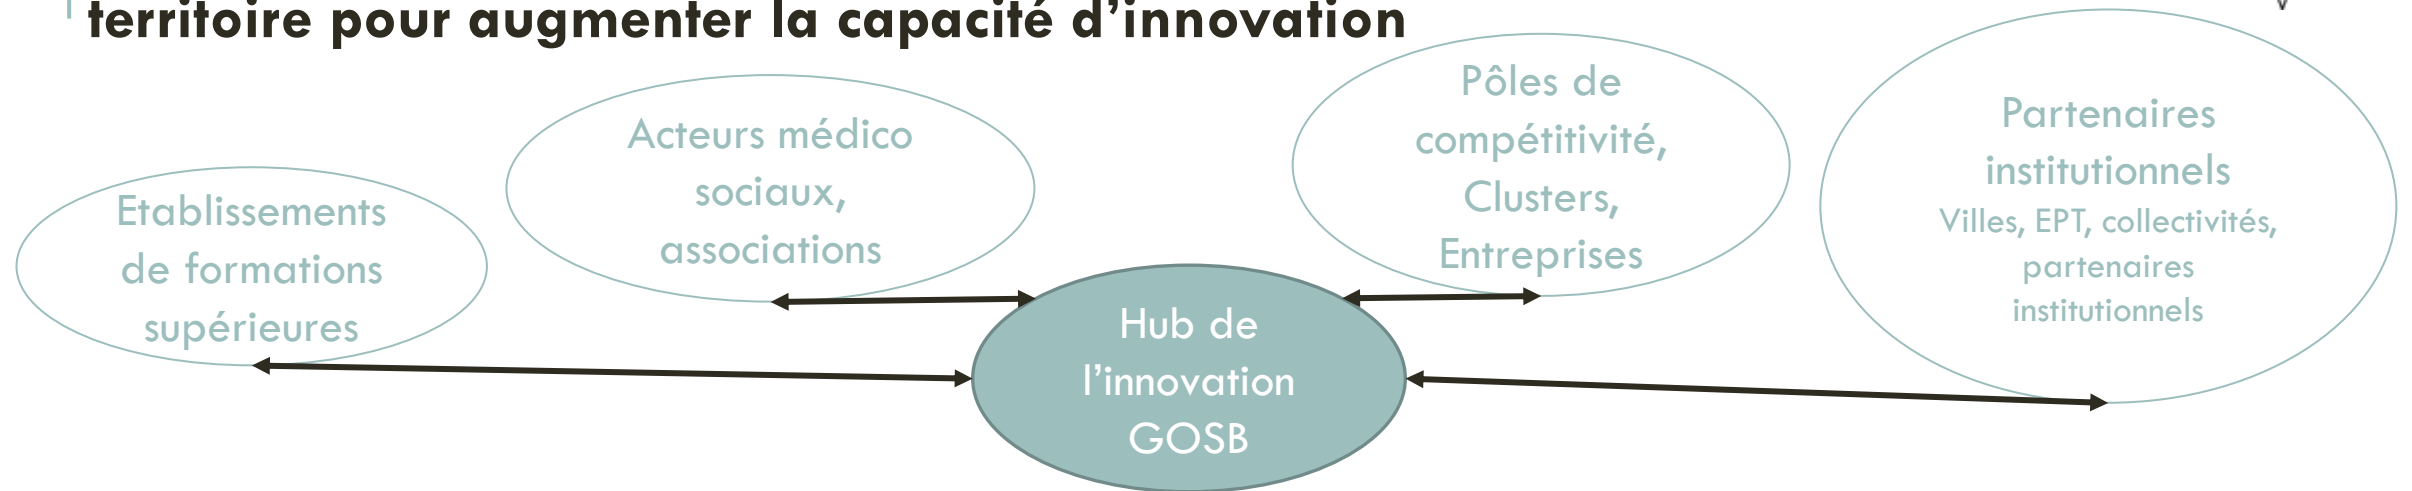 territoire pour augmenter la capacité d’innovation
Etablissements
de formations
supérieures
Acteurs médico
sociaux,
associations
Hub de
l’innovation
GOSB
Pôles de
compétitivité,
Clusters,
Entreprises
Partenaires
institutionnels
Villes, EPT, collectivités,
partenaires
institutionnels